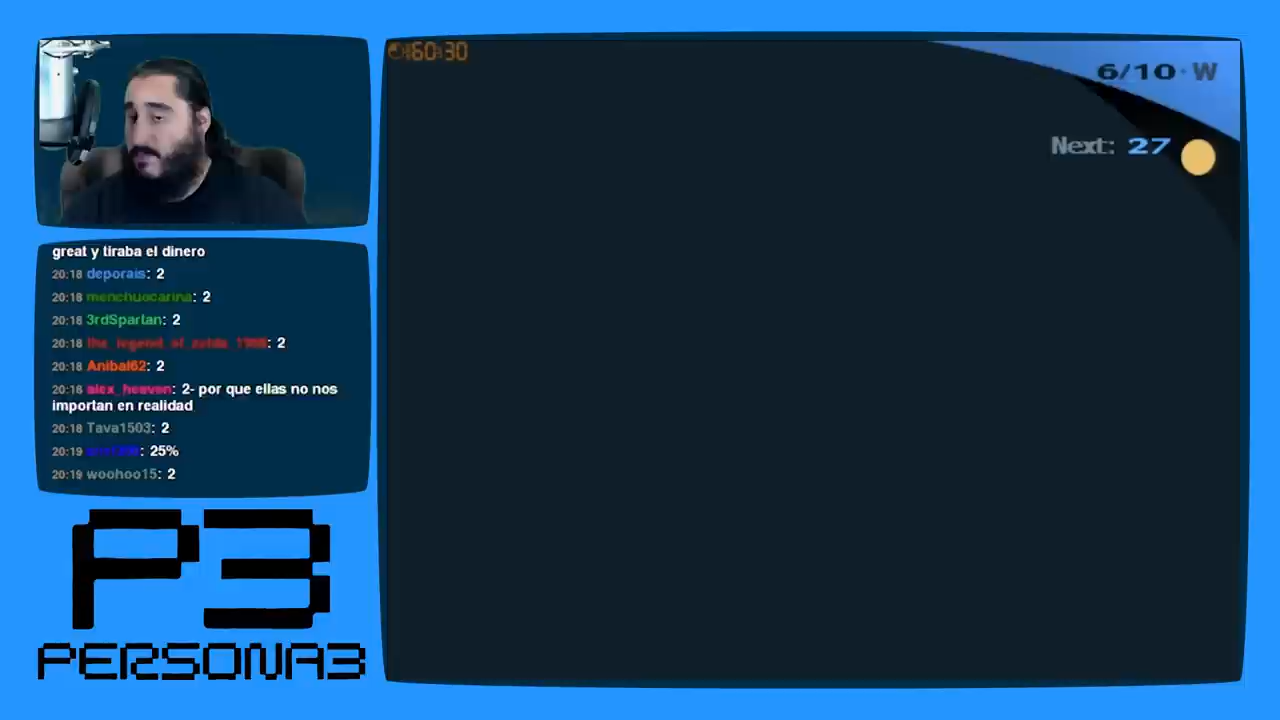 60:30
6/10·W
Next: 27
great y tiraba el dinero
20:18 deporais: 2
20:18 menchuocarina: 2
20:18 3rdSpartan: 2
20:18 the_legend_of_zelda_1986: 2
20:18 Anibal62: 2
20:18 alex_heaven: 2- por que ellas no nos
importan en realidad
20:18 Tava1503: 2
20:19 : 25%
20:19 woohoo15: 2
P3
PERSONA3